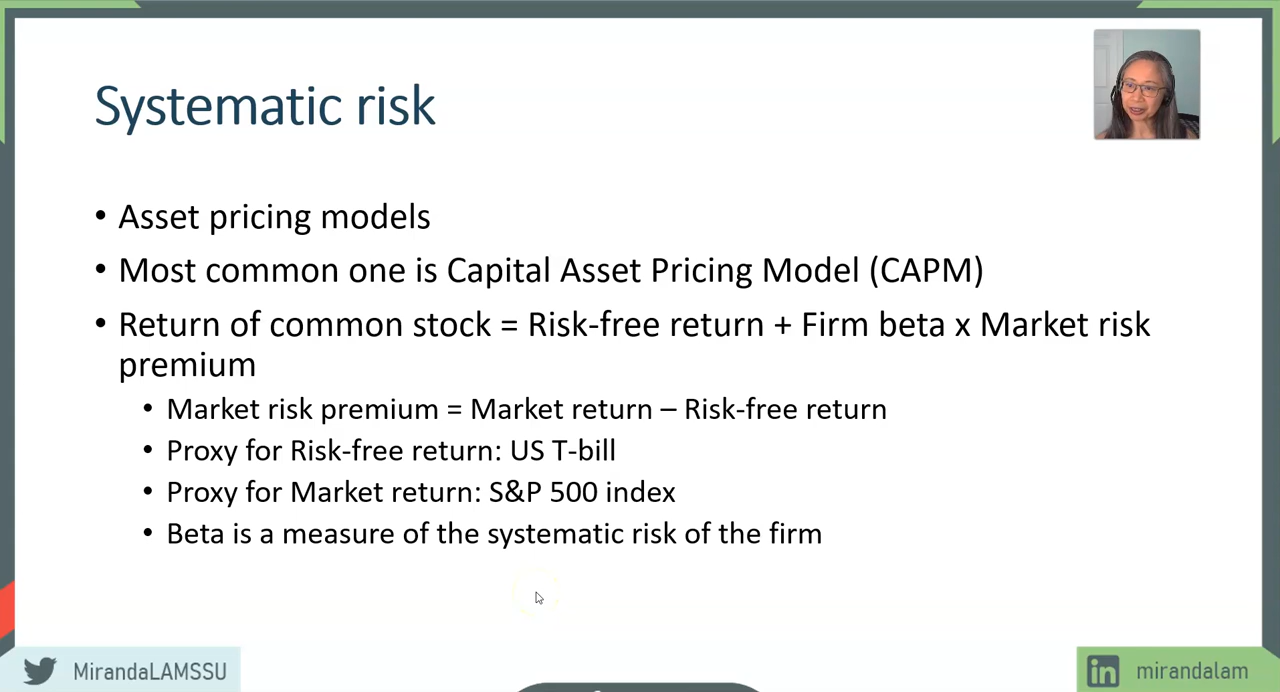 Systematic risk
• Asset pricing models
• Most common one is Capital Asset Pricing Model (CAPM)
• Return of common stock = Risk-free return + Firm beta x Market risk
premium
• Market risk premium = Market return – Risk-free return
• Proxy for Risk-free return: US T-bill
• Proxy for Market return: S&P 500 index
• Beta is a measure of the systematic risk of the firm
MirandaLAMSSU
in mirandalam